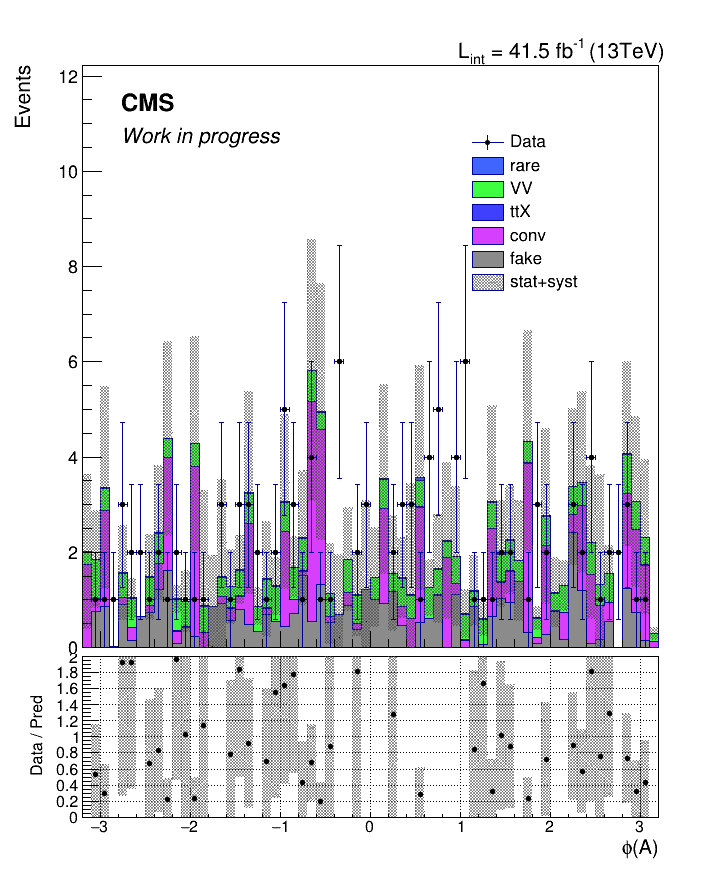 L_int = 41.5 fb^-1 (13TeV)
Events
12
CMS
Work in progress
Data
10
rare
VV
ttX
conv
8
fake
stat+syst
6
4
2
0
Data / Pred
2
1.8
1.6
1.4
1.2
1
0.8
0.6
0.4
0.2
0
−3 −2 −1 0 1 2 3
ϕ(A)